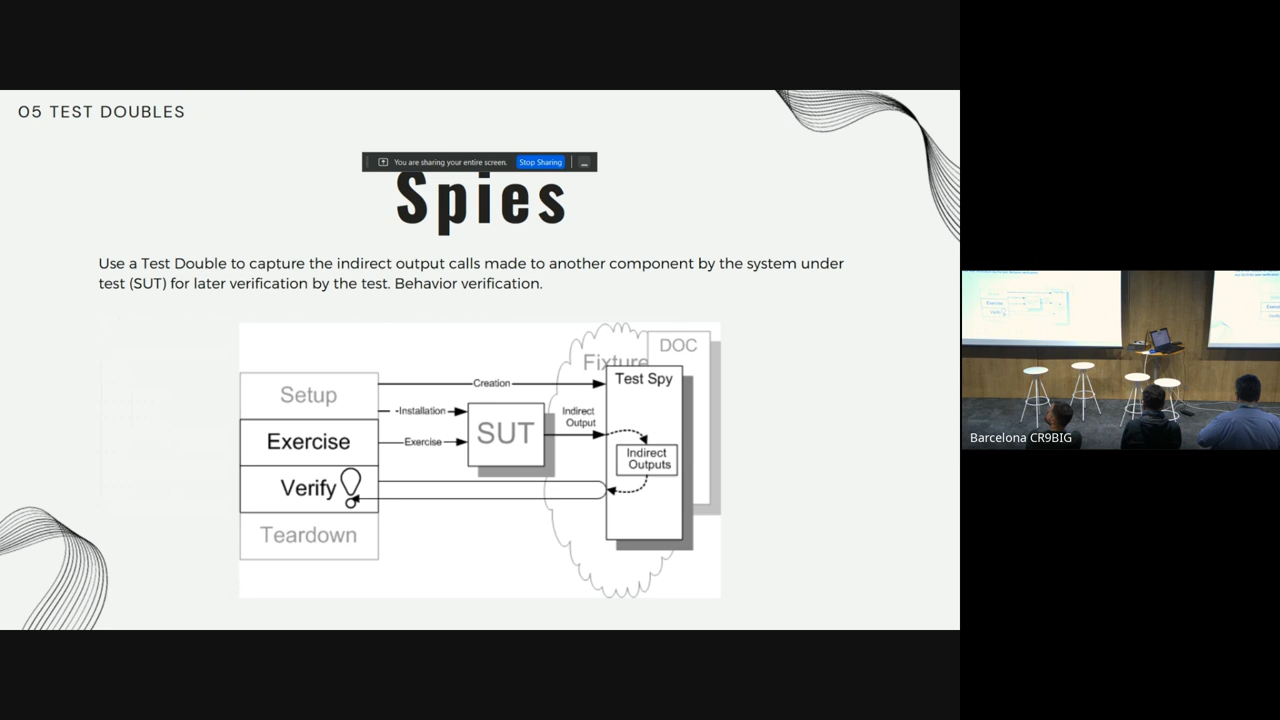 05 TEST DOUBLES
You are sharing your entire screen. Stop Sharing
Spies
Use a Test Double to capture the indirect output calls made to another component by the system under
test (SUT) for later verification by the test. Behavior verification.
DOC
Fixture
Test Spy
Setup
Creation
Installation
Indirect
Output
Exercise
Exercise
SUT
Indirect
Outputs
Verify
Teardown
Barcelona CR9BIG